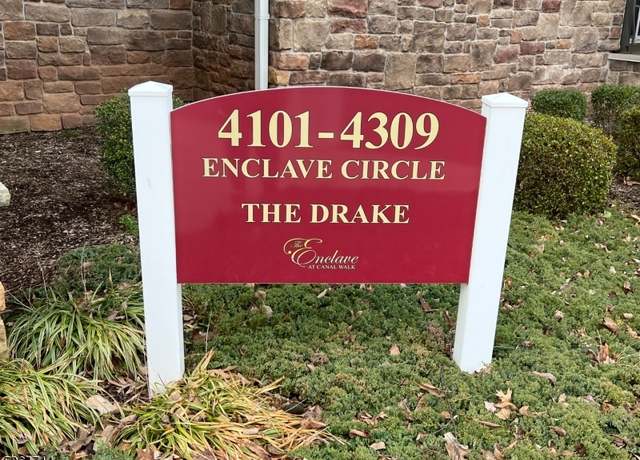 4101-4309
ENCLAVE CIRCLE
THE DRAKE
The Enclave
AT CANAL WALK